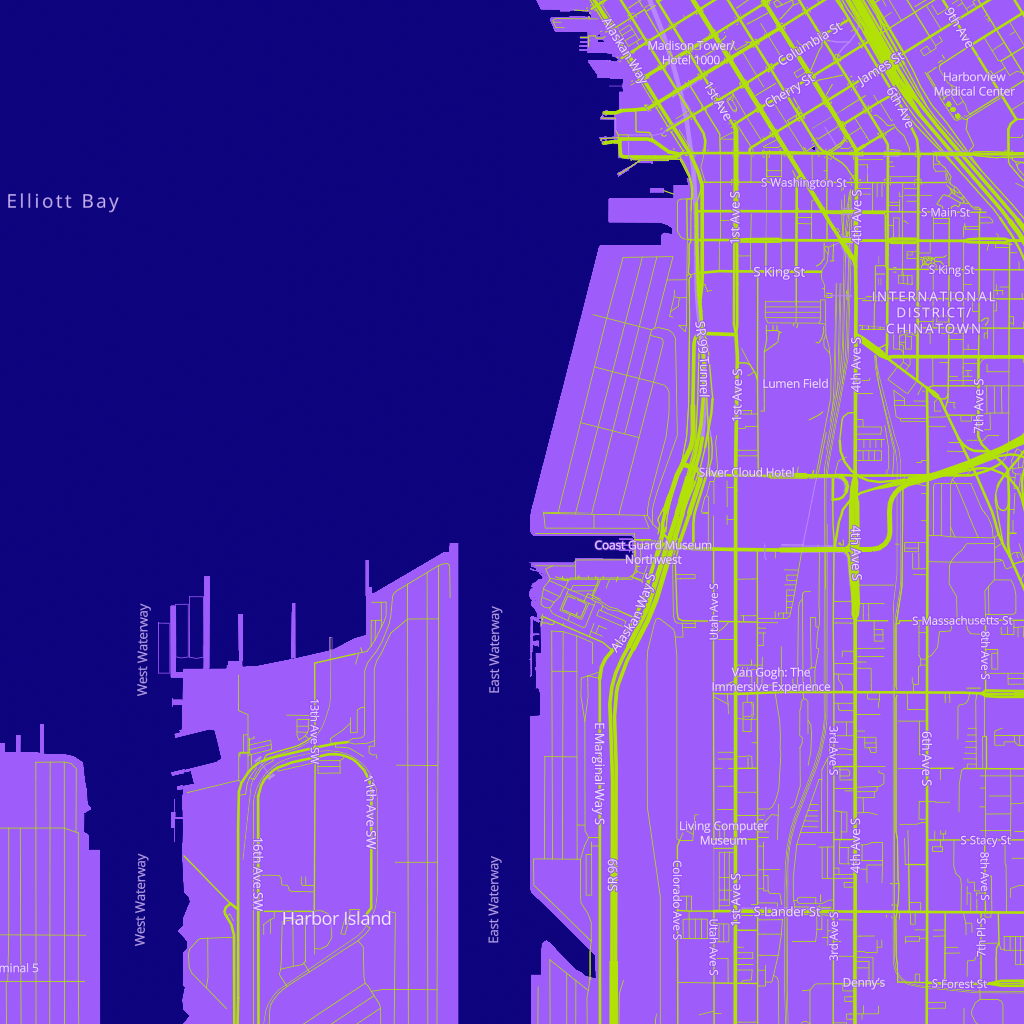 Alaskan Way
Madison Tower/
Hotel 1000
Columbia St
9th Ave
James St
Harborview
Medical Center
Cherry St
1st Ave
6th Ave
S Washington St
Elliott Bay
1st Ave S
4th Ave S
S Main St
S King St
S King St
INTERNATIONAL
DISTRICT/
CHINATOWN
SR 99 Tunnel
4th Ave S
1st Ave S
Lumen Field
7th Ave S
Silver Cloud Hotel
Coast Guard Museum
Northwest
4th Ave S
West Waterway
East Waterway
Alaskan Way S
Utah Ave S
S Massachusetts St
8th Ave S
Van Gogh: The
Immersive Experience
13th Ave SW
E Marginal Way S
3rd Ave S
6th Ave S
11th Ave SW
Living Computer
Museum
4th Ave S
S Stacy St
16th Ave SW
West Waterway
East Waterway
SR 99
Colorado Ave S
1st Ave S
8th Ave S
Harbor Island
S Lander St
Utah Ave S
3rd Ave S
7th Ave S
minal 5
Denny's
S Forest St